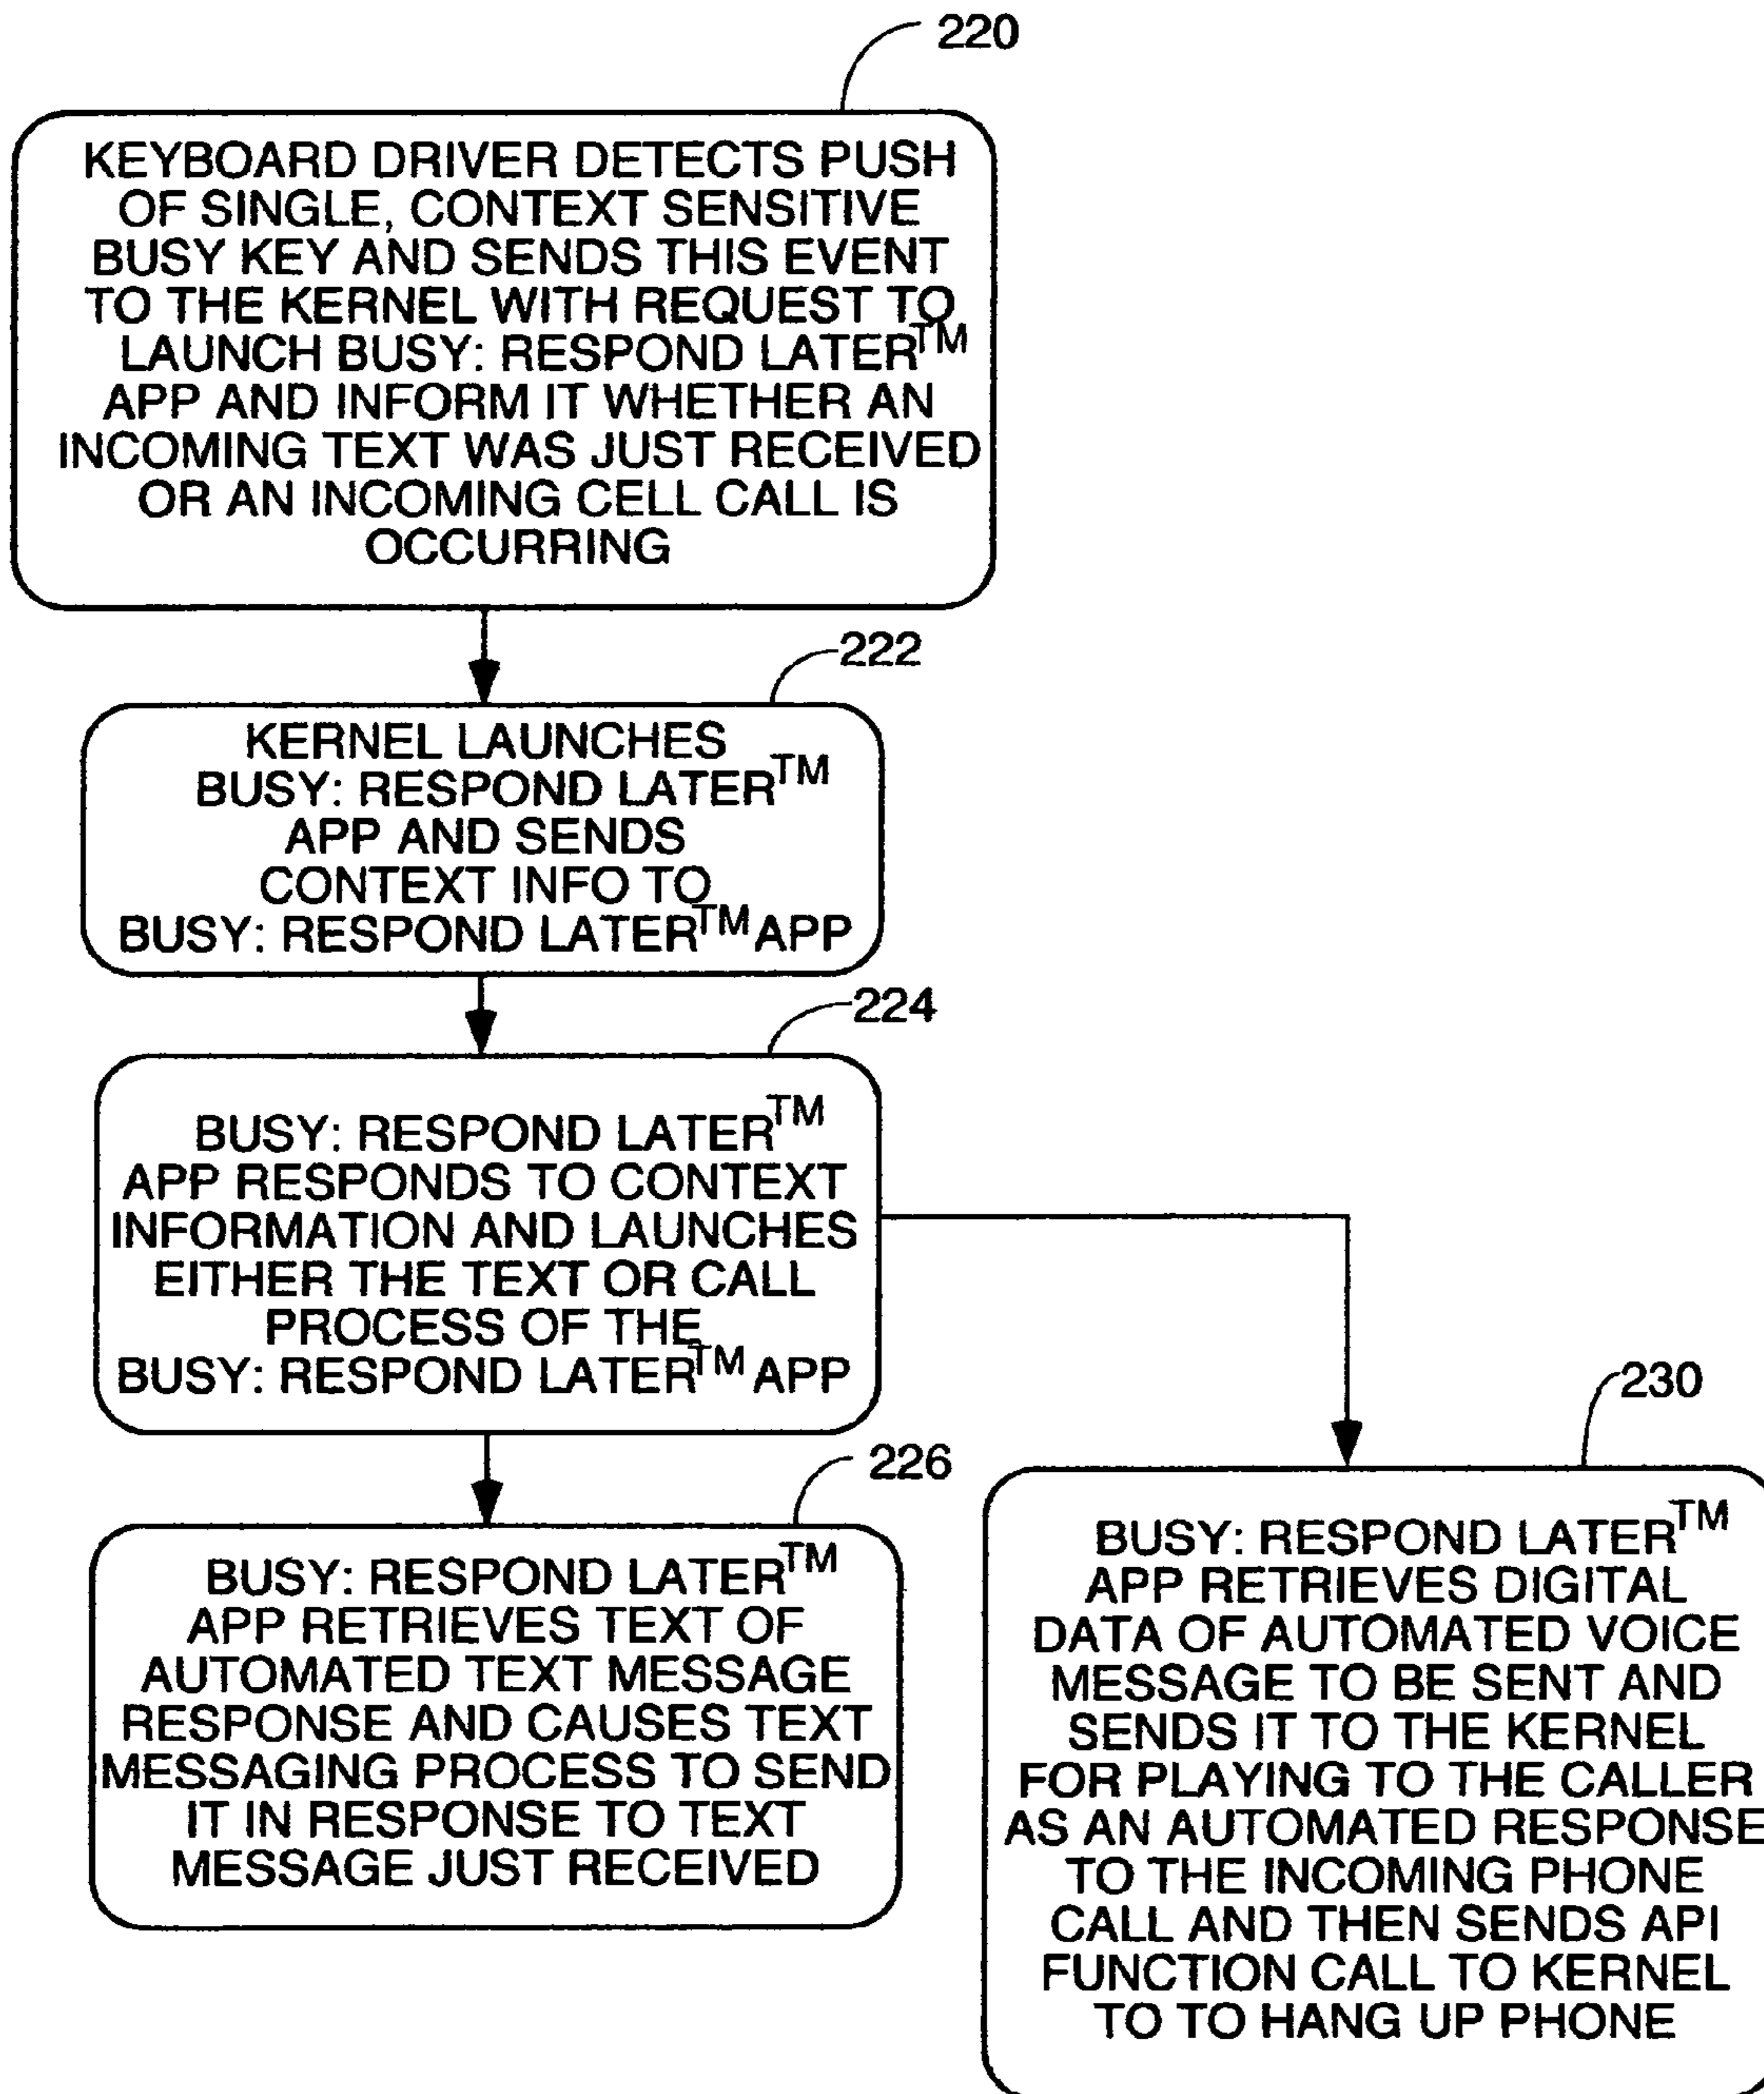 220
KEYBOARD DRIVER DETECTS PUSH
OF SINGLE, CONTEXT SENSITIVE
BUSY KEY AND SENDS THIS EVENT
TO THE KERNEL WITH REQUEST TO
LAUNCH BUSY: RESPOND LATER™
APP AND INFORM IT WHETHER AN
INCOMING TEXT WAS JUST RECEIVED
OR AN INCOMING CELL CALL IS
OCCURRING
222
KERNEL LAUNCHES
BUSY: RESPOND LATER™
APP AND SENDS
CONTEXT INFO TO
BUSY: RESPOND LATER™ APP
224
BUSY: RESPOND LATER™
APP RESPONDS TO CONTEXT
INFORMATION AND LAUNCHES
EITHER THE TEXT OR CALL
PROCESS OF THE
BUSY: RESPOND LATER™ APP
226
BUSY: RESPOND LATER™
APP RETRIEVES TEXT OF
AUTOMATED TEXT MESSAGE
RESPONSE AND CAUSES TEXT
MESSAGING PROCESS TO SEND
IT IN RESPONSE TO TEXT
MESSAGE JUST RECEIVED
230
BUSY: RESPOND LATER™
APP RETRIEVES DIGITAL
DATA OF AUTOMATED VOICE
MESSAGE TO BE SENT AND
SENDS IT TO THE KERNEL
FOR PLAYING TO THE CALLER
AS AN AUTOMATED RESPONSE
TO THE INCOMING PHONE
CALL AND THEN SENDS API
FUNCTION CALL TO KERNEL
TO TO HANG UP PHONE